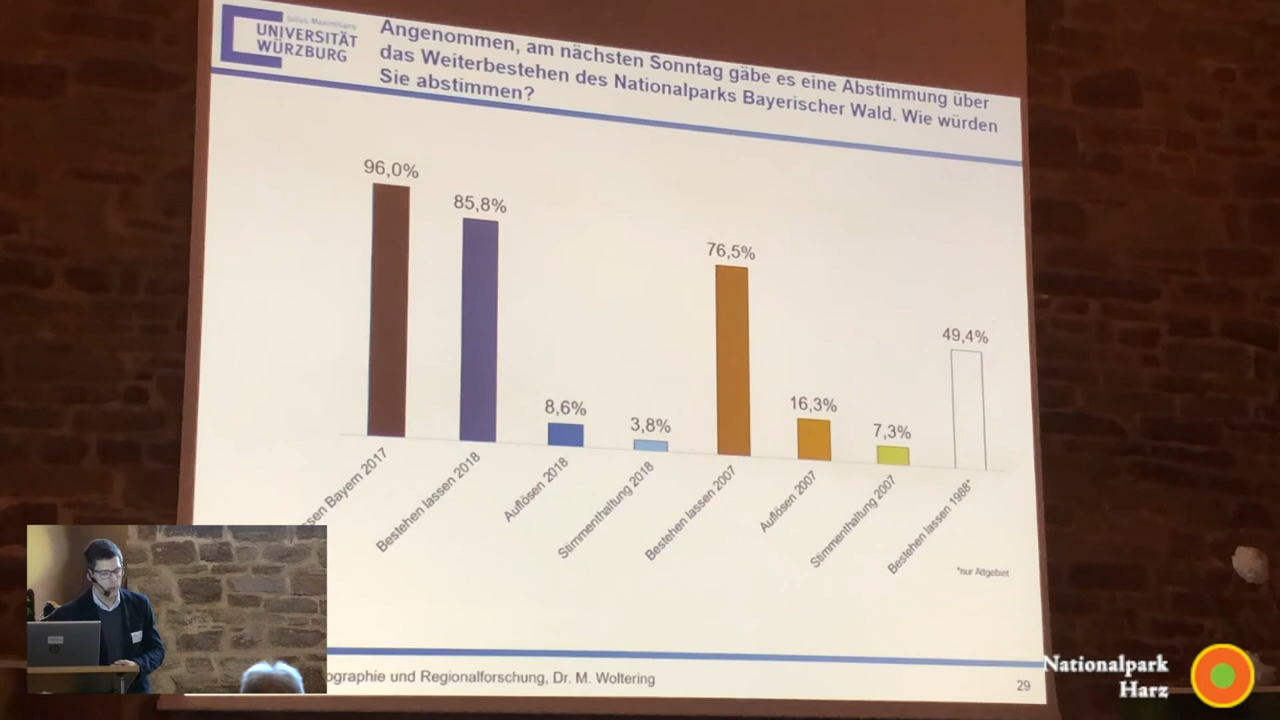 Julius-Maximilians-
UNIVERSITÄT
WÜRZBURG
Angenommen, am nächsten Sonntag gäbe es eine Abstimmung über
das Weiterbestehen des Nationalparks Bayerischer Wald. Wie würden
Sie abstimmen?
96,0%
85,8%
8,6%
3,8%
76,5%
16,3%
7,3%
49,4%
ssen Bayern 2017
Bestehen lassen 2018
Auflösen 2018
Stimmenthaltung 2018
Bestehen lassen 2007
Auflösen 2007
Stimmenthaltung 2007
Bestehen lassen 1988*
*nur Altgebiet
ographie und Regionalforschung, Dr. M. Woltering
29
Nationalpark
Harz